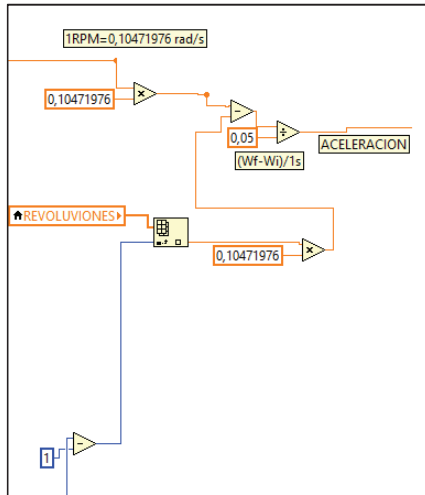 1RPM=0,10471976 rad/s
×
0,10471976
−
0,05
÷
ACELERACION
(Wf-Wi)/1s
REVOLUVIONES
×
0,10471976
−
1